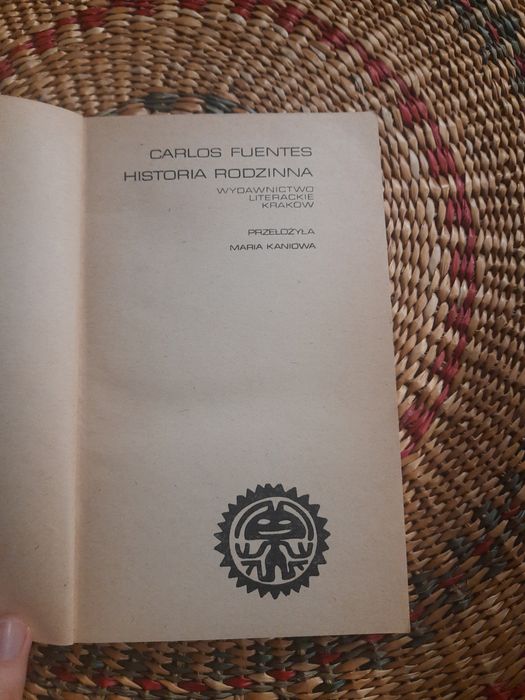 CARLOS FUENTES
HISTORIA RODZINNA
WYDAWNICTWO
LITERACKIE
KRAKÓW
PRZEŁOŻYŁA
MARIA KANIOWA